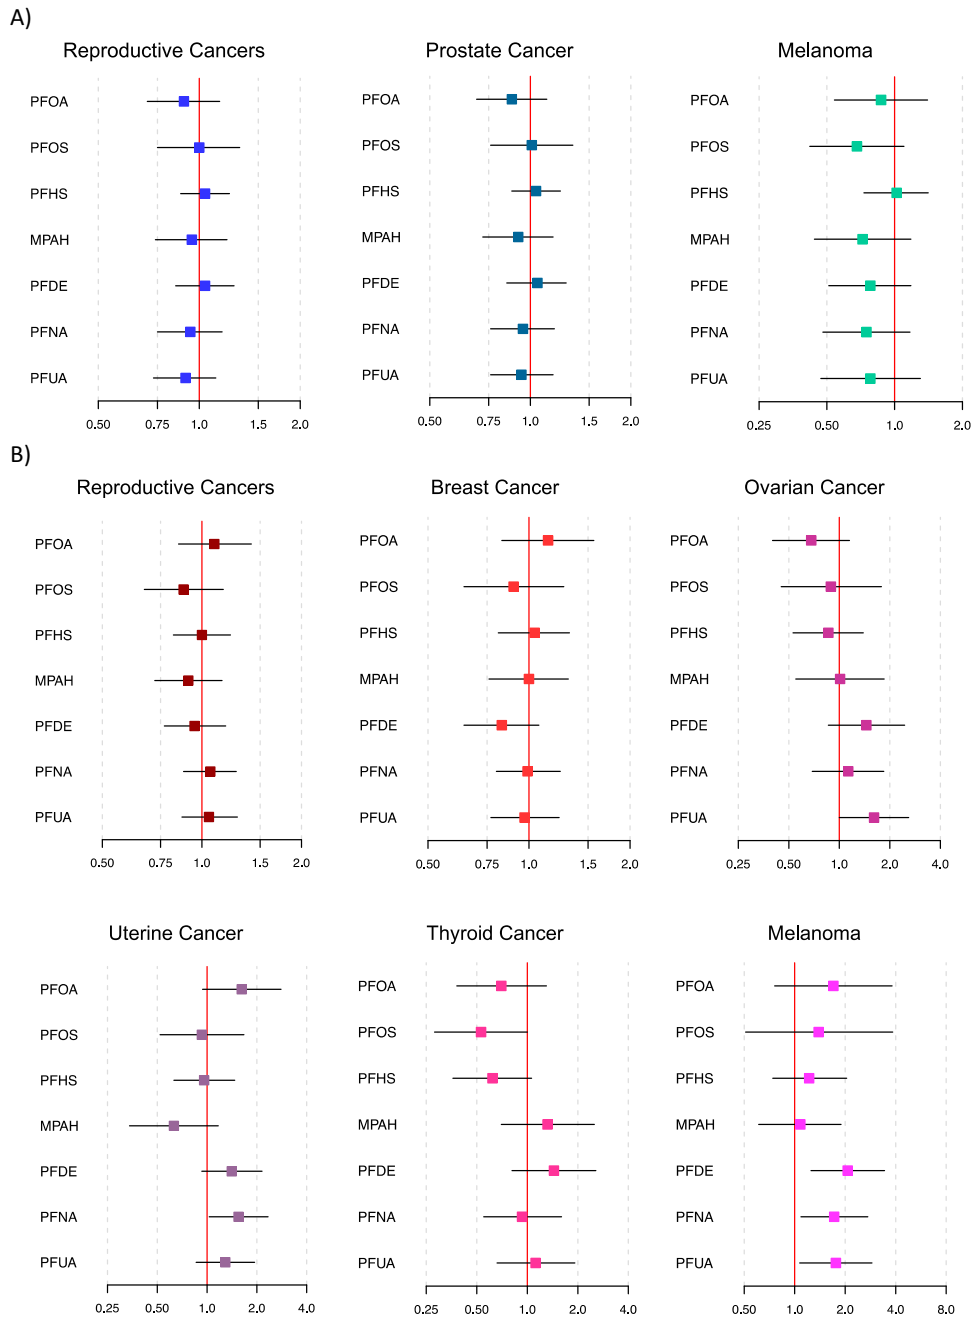 A)
Reproductive Cancers
PFOA
PFOS
PFHS
MPAH
PFDE
PFNA
PFUA
0.50 0.75 1.0 1.5 2.0
Prostate Cancer
PFOA
PFOS
PFHS
MPAH
PFDE
PFNA
PFUA
0.50 0.75 1.0 1.5 2.0
Melanoma
PFOA
PFOS
PFHS
MPAH
PFDE
PFNA
PFUA
0.25 0.50 1.0 2.0
B)
Reproductive Cancers
PFOA
PFOS
PFHS
MPAH
PFDE
PFNA
PFUA
0.50 0.75 1.0 1.5 2.0
Breast Cancer
PFOA
PFOS
PFHS
MPAH
PFDE
PFNA
PFUA
0.50 0.75 1.0 1.5 2.0
Ovarian Cancer
PFOA
PFOS
PFHS
MPAH
PFDE
PFNA
PFUA
0.25 0.50 1.0 2.0 4.0
Uterine Cancer
PFOA
PFOS
PFHS
MPAH
PFDE
PFNA
PFUA
0.25 0.50 1.0 2.0 4.0
Thyroid Cancer
PFOA
PFOS
PFHS
MPAH
PFDE
PFNA
PFUA
0.25 0.50 1.0 2.0 4.0
Melanoma
PFOA
PFOS
PFHS
MPAH
PFDE
PFNA
PFUA
0.50 1.0 2.0 4.0 8.0